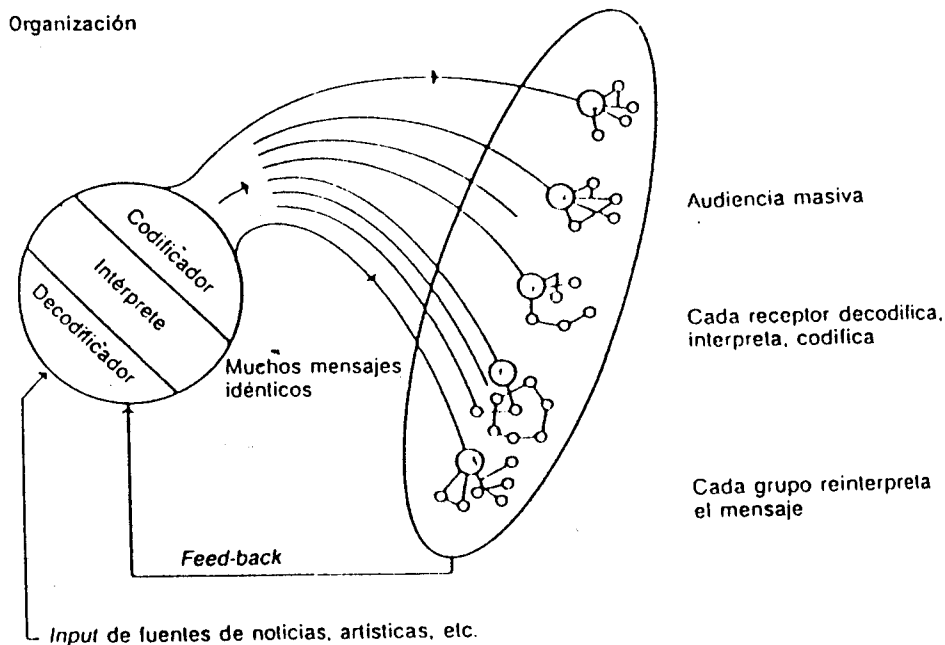 Organización
Codificador
Intérprete
Decodificador
Muchos mensajes
idénticos
Audiencia masiva
Cada receptor decodifica,
interpreta, codifica
Cada grupo reinterpreta
el mensaje
Feed-back
Input de fuentes de noticias, artísticas, etc.